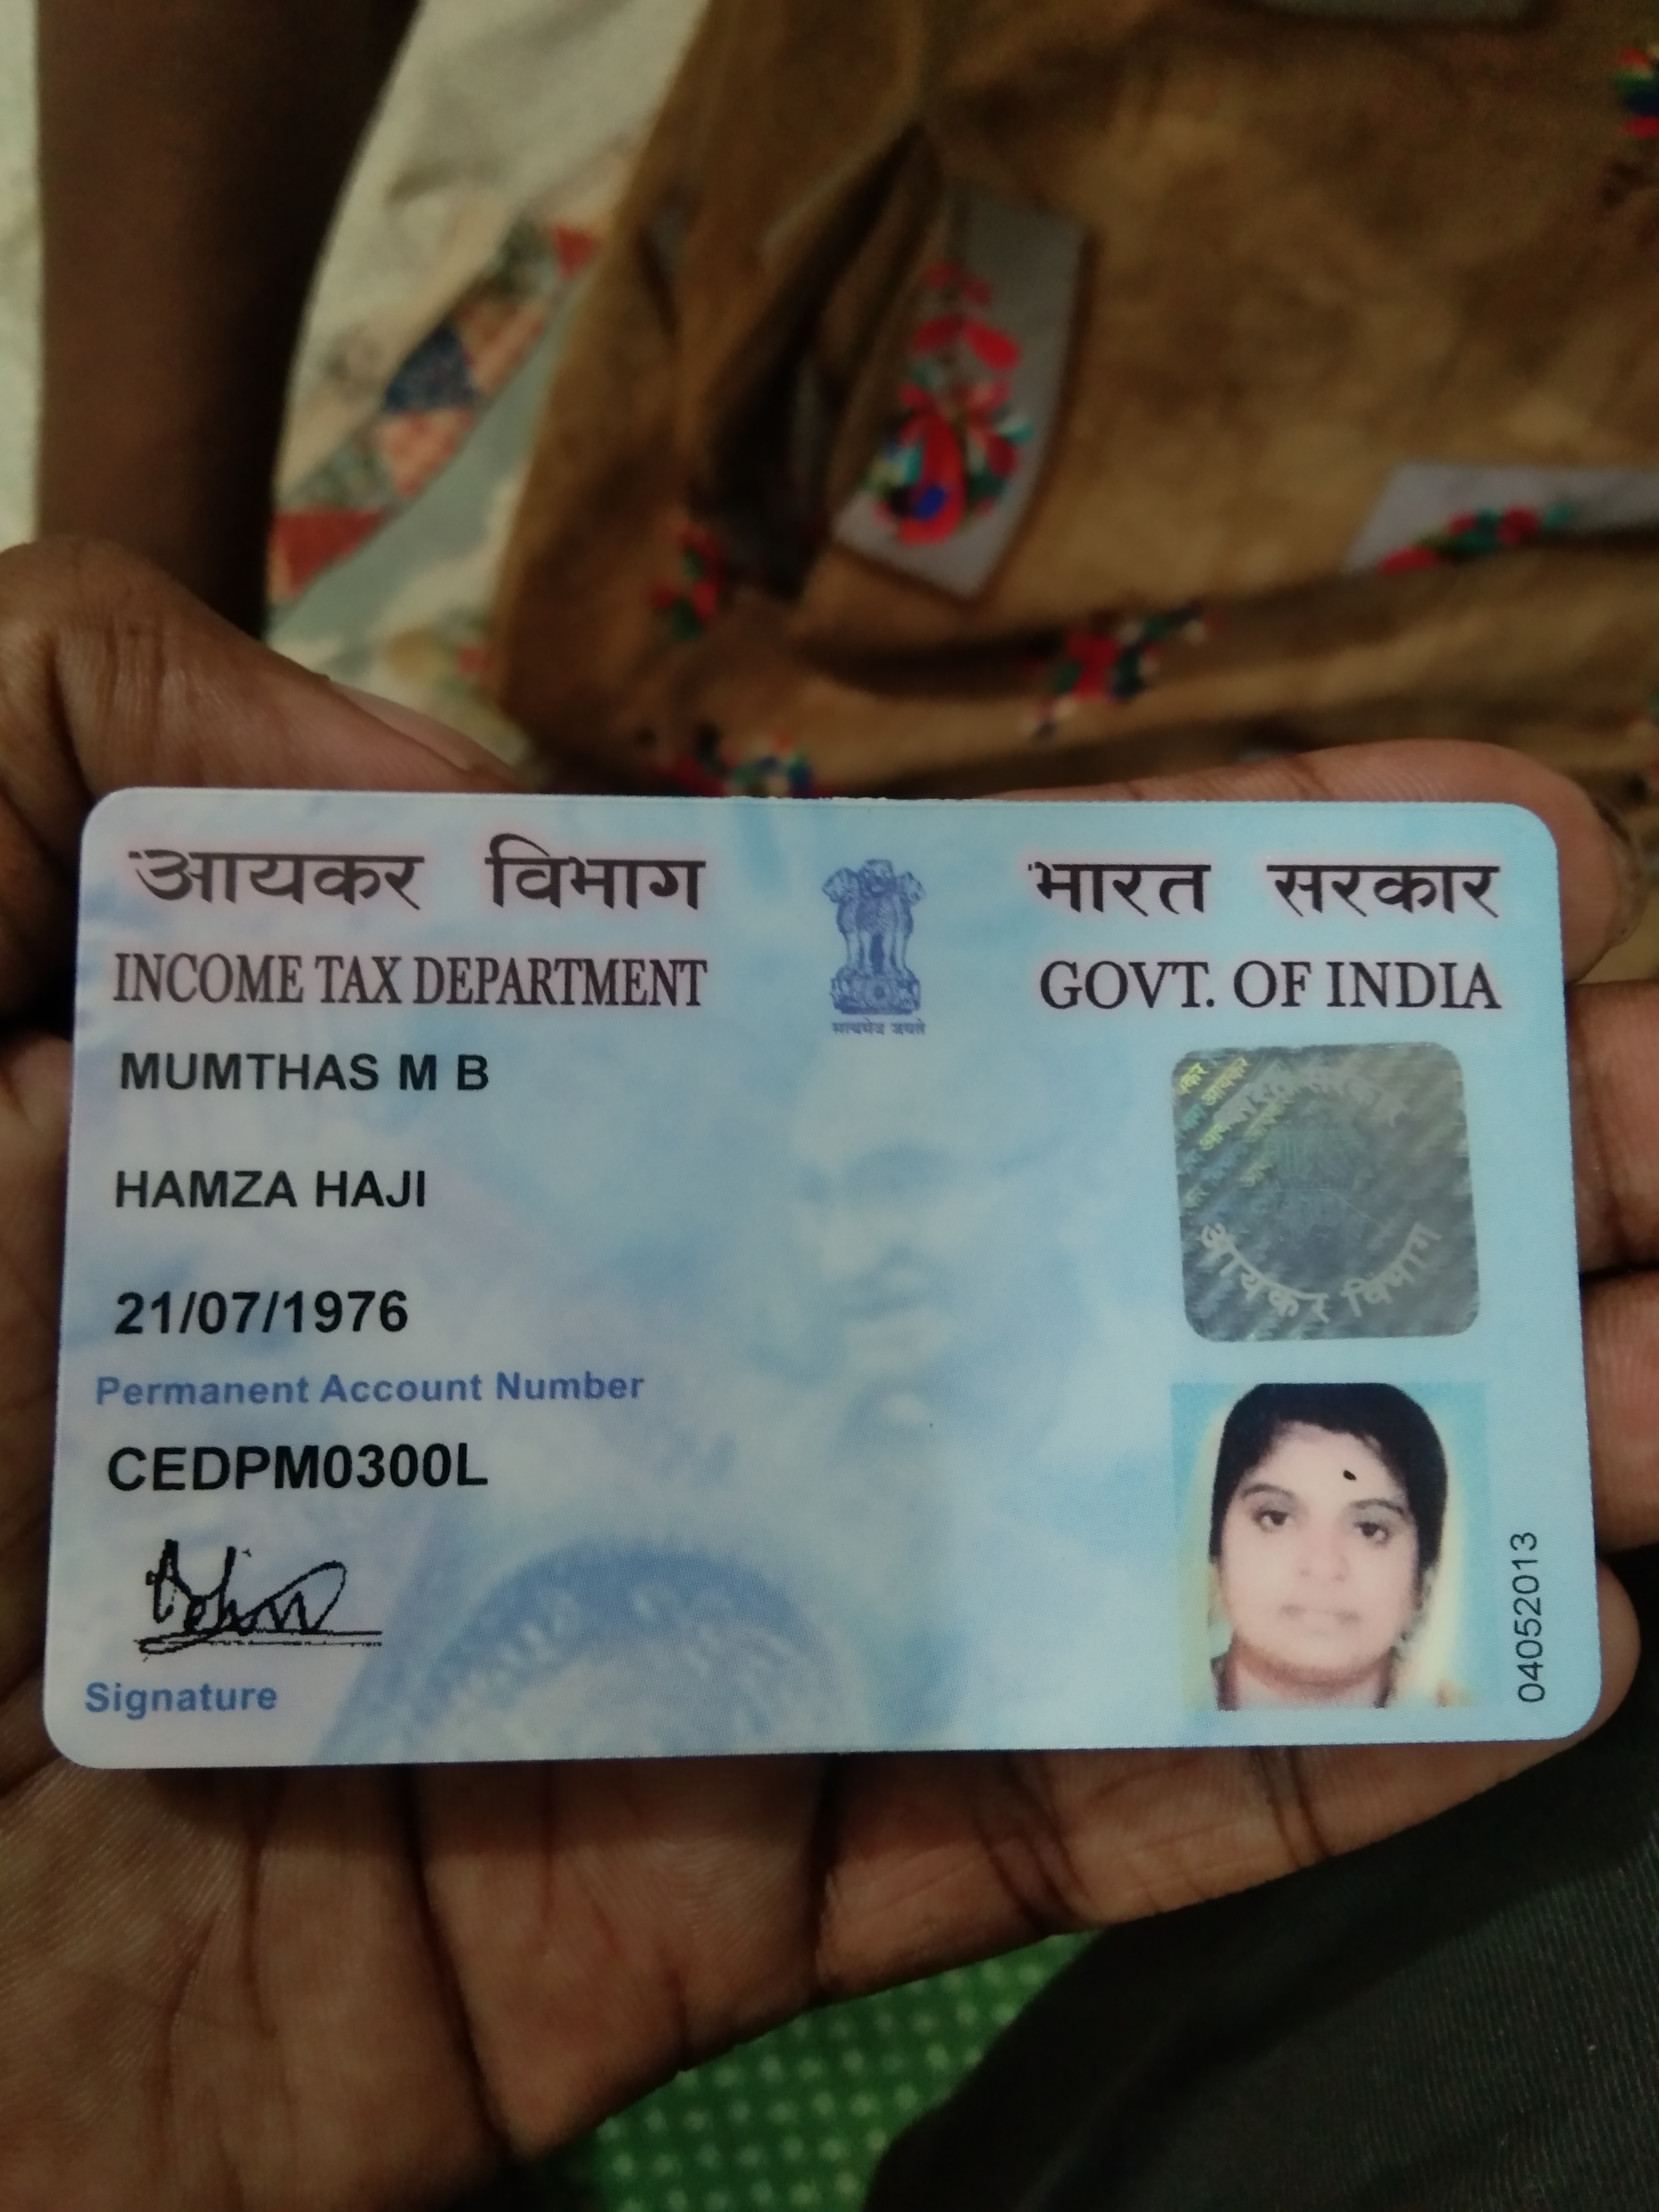 आयकर विभाग
INCOME TAX DEPARTMENT
भारत सरकार
GOVT. OF INDIA
सत्यमेव जयते
MUMTHAS M B
HAMZA HAJI
21/07/1976
Permanent Account Number
CEDPM0300L
Signature
आयकर विभाग
04052013